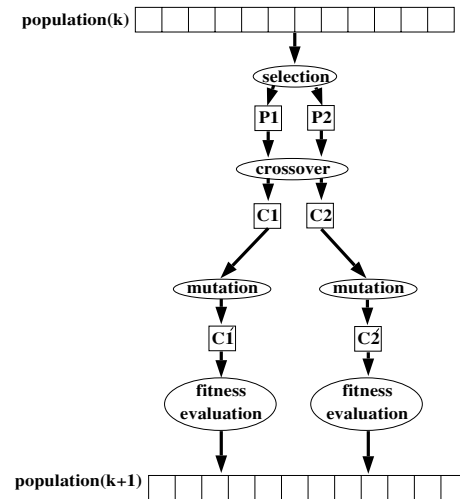 population(k)
selection
P1 P2
crossover
C1 C2
mutation mutation
C1́ C2́
fitness evaluation
fitness evaluation
population(k+1)